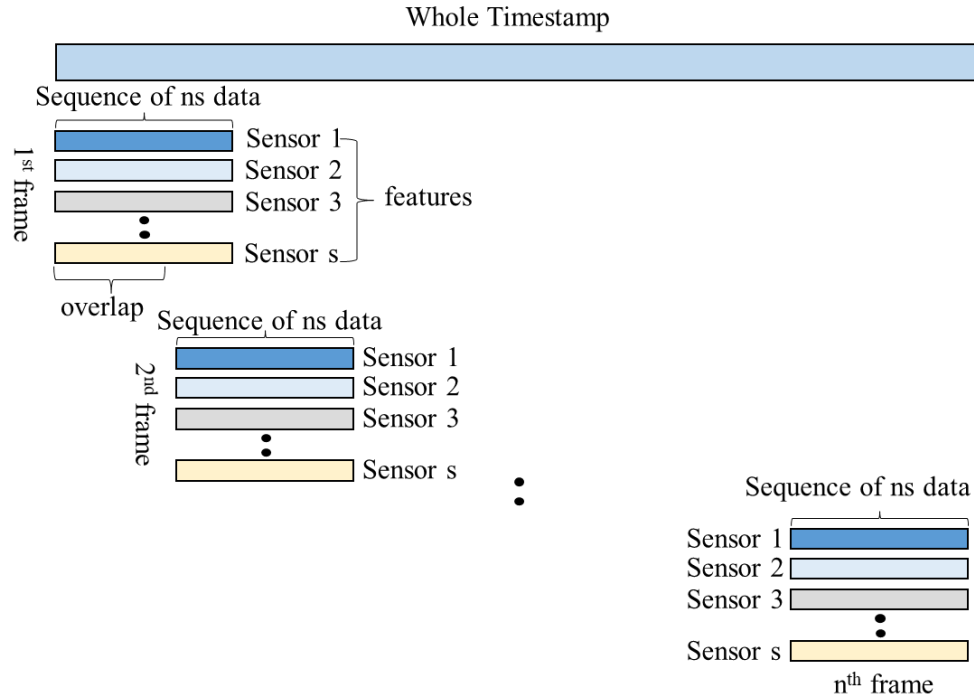 Whole Timestamp
Sequence of ns data
1st frame
Sensor 1
Sensor 2
Sensor 3
Sensor s
features
overlap
Sequence of ns data
2nd frame
Sensor 1
Sensor 2
Sensor 3
Sensor s
Sequence of ns data
Sensor 1
Sensor 2
Sensor 3
Sensor s
nth frame